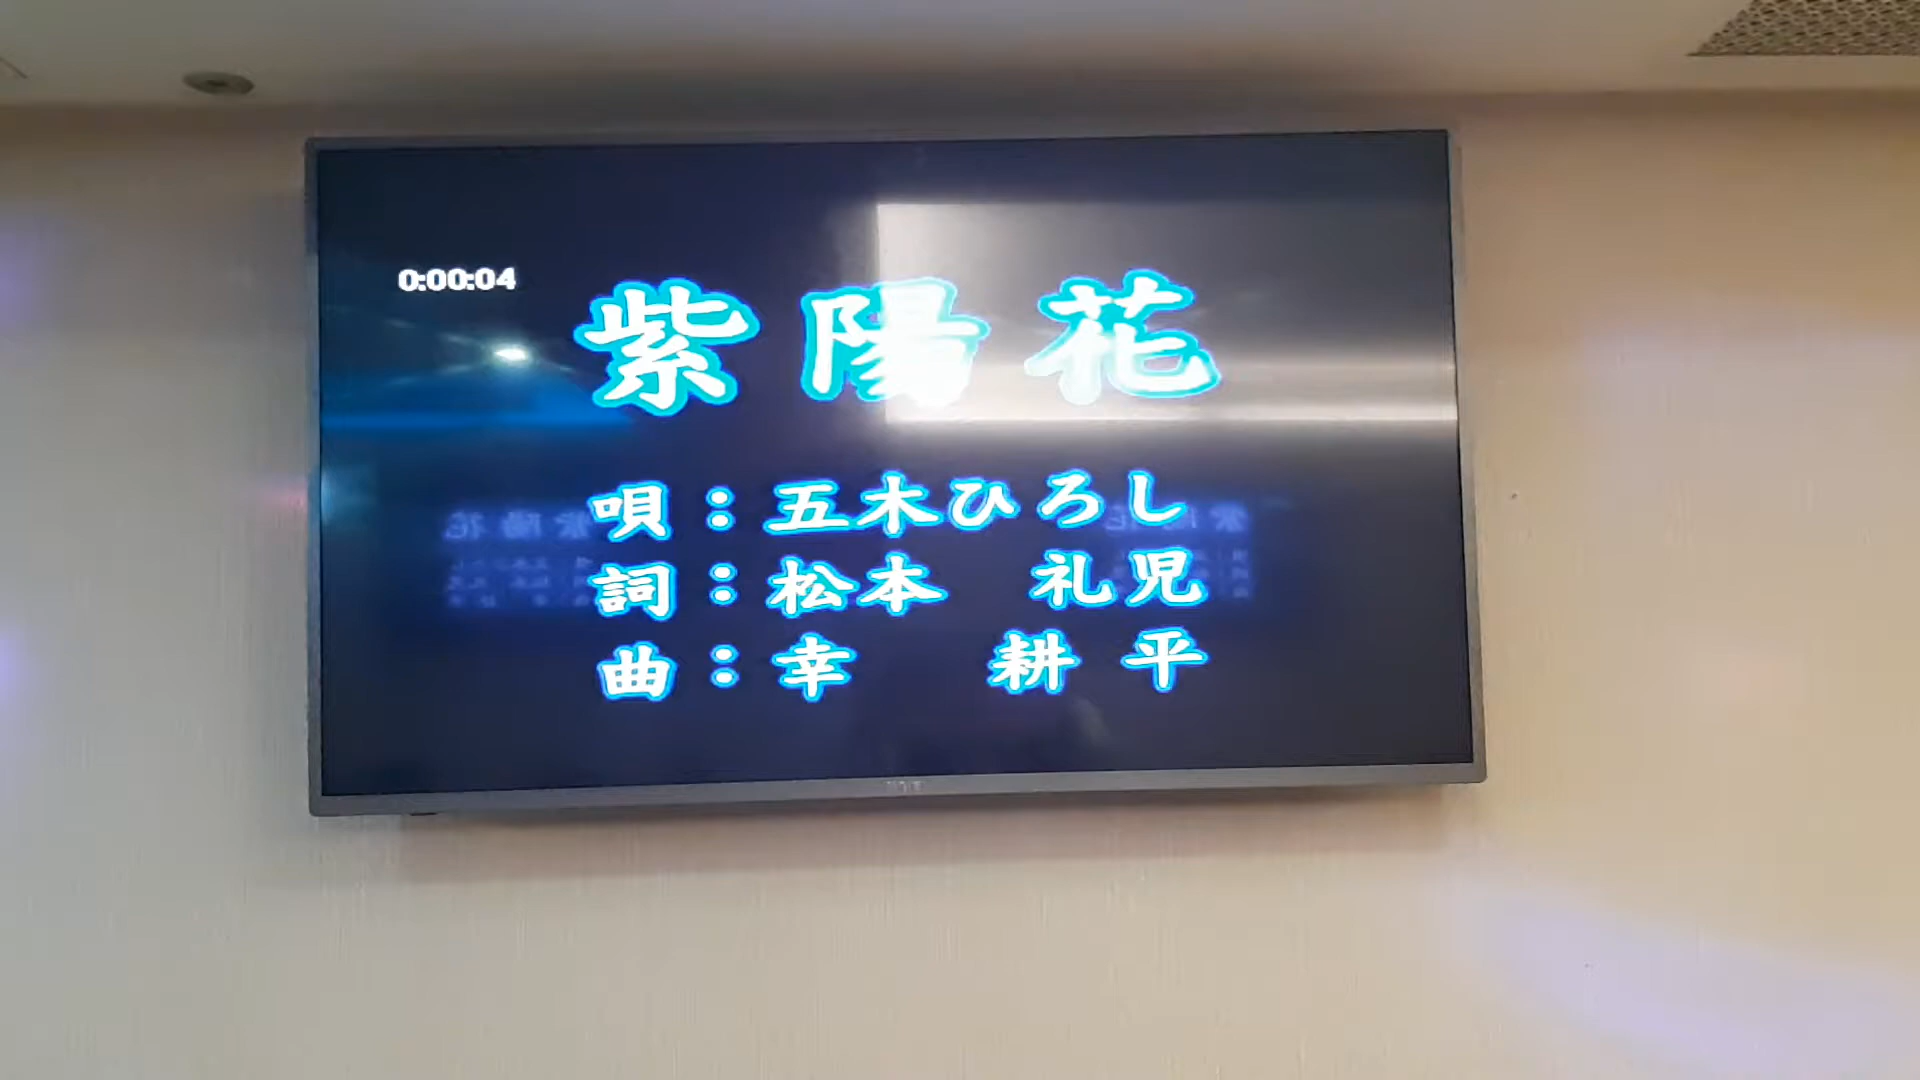 0:00:04
紫陽花
唄：五木ひろし
詞：松本　礼児
曲：幸　耕平